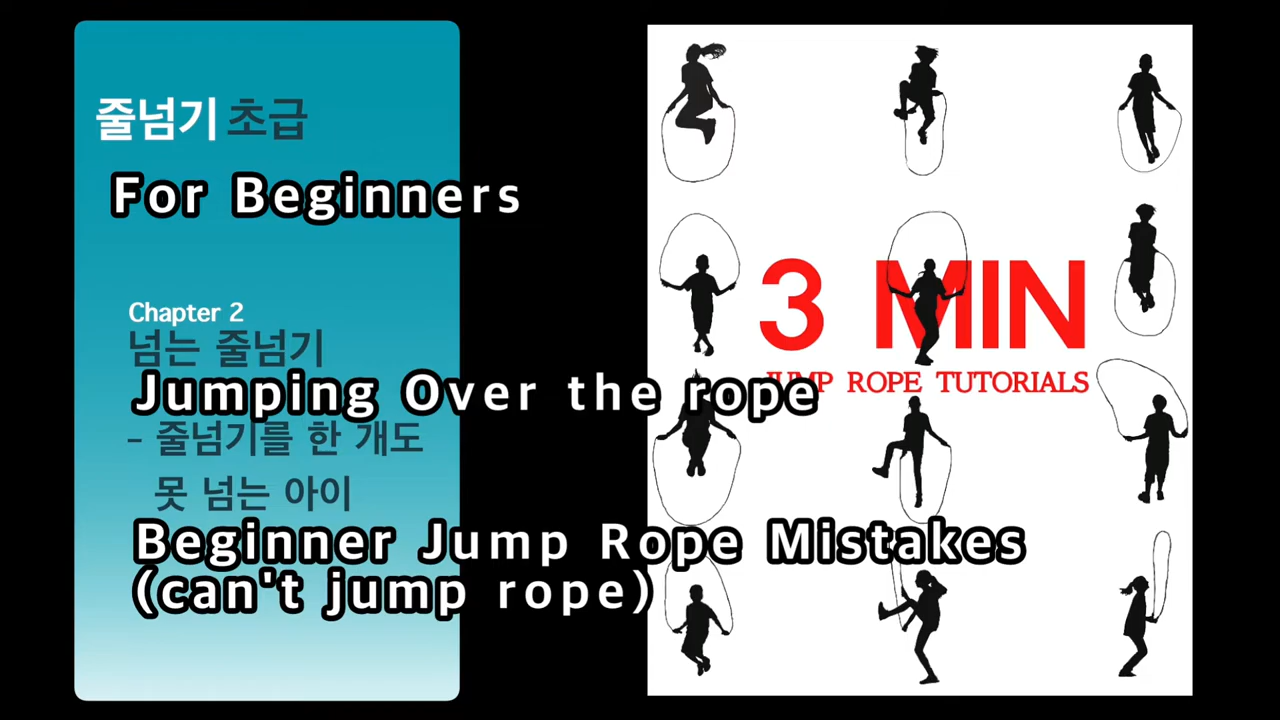 줄넘기 초급
For Beginners
Chapter 2
넘는 줄넘기
Jumping Over the rope
- 줄넘기를 한 개도
못 넘는 아이
Beginner Jump Rope Mistakes
(can't jump rope)
3 MIN
JUMP ROPE TUTORIALS